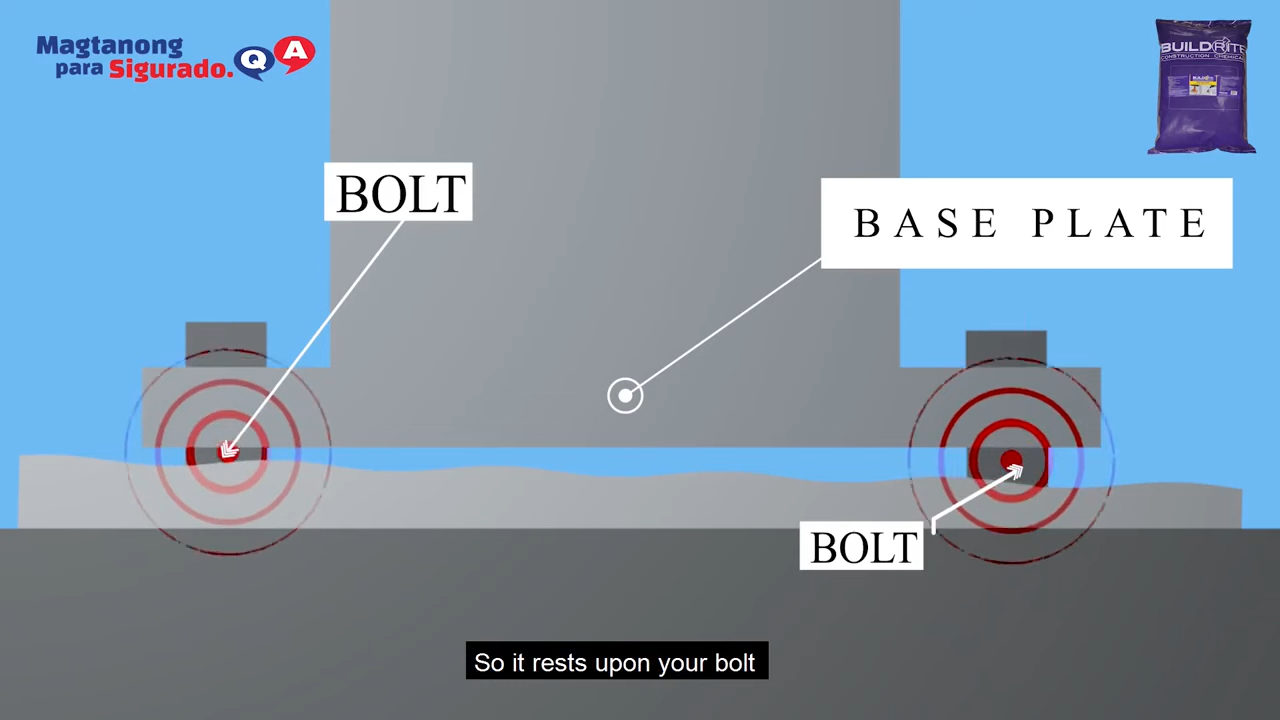 Magtanong
para Sigurado.
Q A
BUILDRITE
CONSTRUCTION CHEMICAL
BOLT
BASE PLATE
BOLT
So it rests upon your bolt